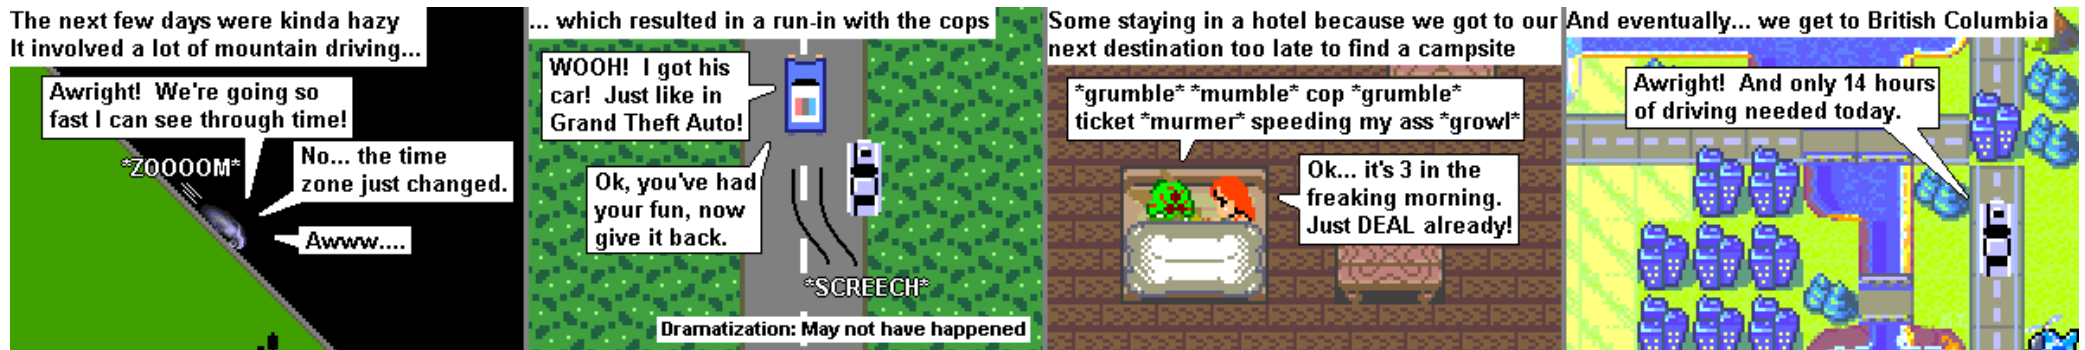 The next few days were kinda hazy
It involved a lot of mountain driving...
Awright! We're going so
fast I can see through time!
*ZOOOOM*
No... the time
zone just changed.
Awww....
... which resulted in a run-in with the cops
WOOH! I got his
car! Just like in
Grand Theft Auto!
Ok, you've had
your fun, now
give it back.
*SCREECH*
Dramatization: May not have happened
Some staying in a hotel because we got to our
next destination too late to find a campsite
*grumble* *mumble* cop *grumble*
ticket *murmer* speeding my ass *growl*
Ok... it's 3 in the
freaking morning.
Just DEAL already!
And eventually... we get to British Columbia
Awright! And only 14 hours
of driving needed today.